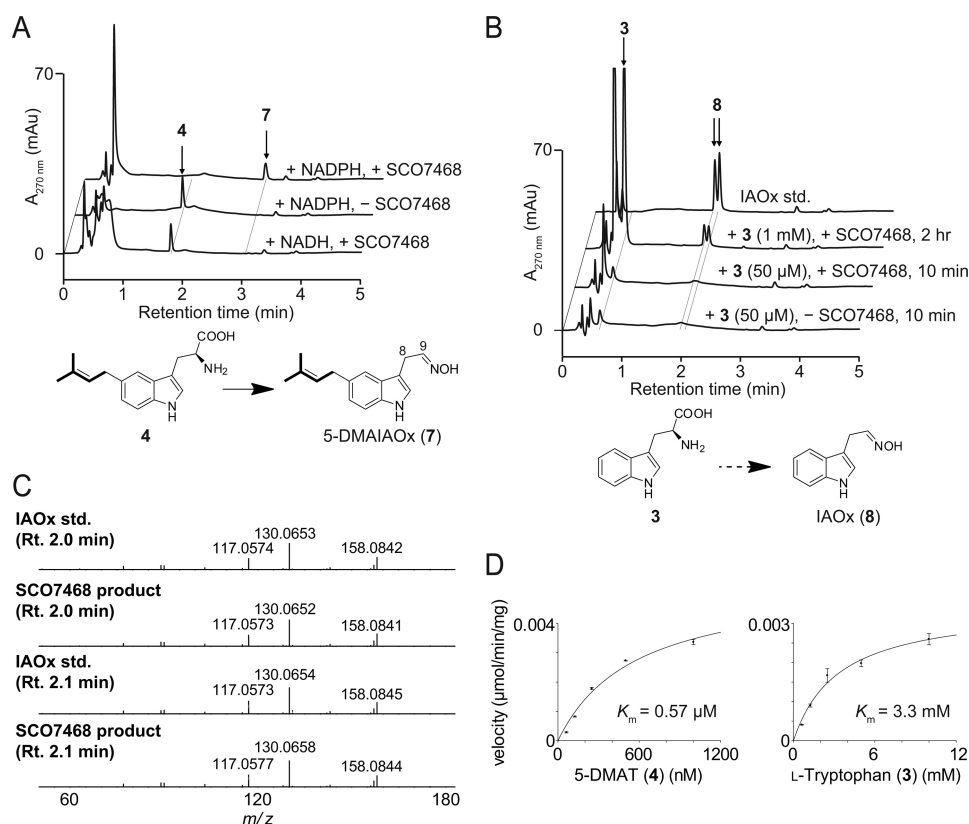 A
70
A270 nm (mAu)
0
4
7
+ NADPH, + SCO7468
+ NADPH, − SCO7468
+ NADH, + SCO7468
0 1 2 3 4 5
Retention time (min)
COOH
NH2
N
H
4
8
9
NOH
N
H
5-DMAIAOx (7)
B
70
A270 nm (mAu)
0
3
8
IAOx std.
+ 3 (1 mM), + SCO7468, 2 hr
+ 3 (50 µM), + SCO7468, 10 min
+ 3 (50 µM), − SCO7468, 10 min
0 1 2 3 4 5
Retention time (min)
COOH
NH2
N
H
3
NOH
N
H
IAOx (8)
C
IAOx std.
(Rt. 2.0 min)
117.0574
130.0653
158.0842
SCO7468 product
(Rt. 2.0 min)
117.0573
130.0652
158.0841
IAOx std.
(Rt. 2.1 min)
117.0573
130.0654
158.0845
SCO7468 product
(Rt. 2.1 min)
117.0577
130.0658
158.0844
60 120 180
m/z
D
velocity (µmol/min/mg)
0.004
0
Km = 0.57 µM
0 600 1200
5-DMAT (4) (nM)
0.003
0
Km = 3.3 mM
0 6 12
L-Tryptophan (3) (mM)